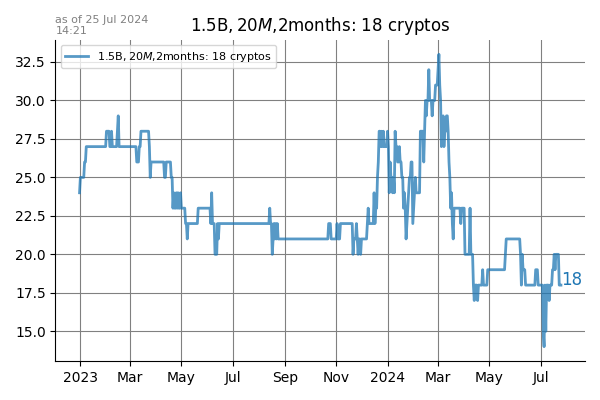 as of 25 Jul 2024
14:21
1.5B, 20M,2months: 18 cryptos
1.5B, 20M,2months: 18 cryptos
32.5
30.0
27.5
25.0
22.5
20.0
17.5
15.0
18
2023 Mar May Jul Sep Nov 2024 Mar May Jul